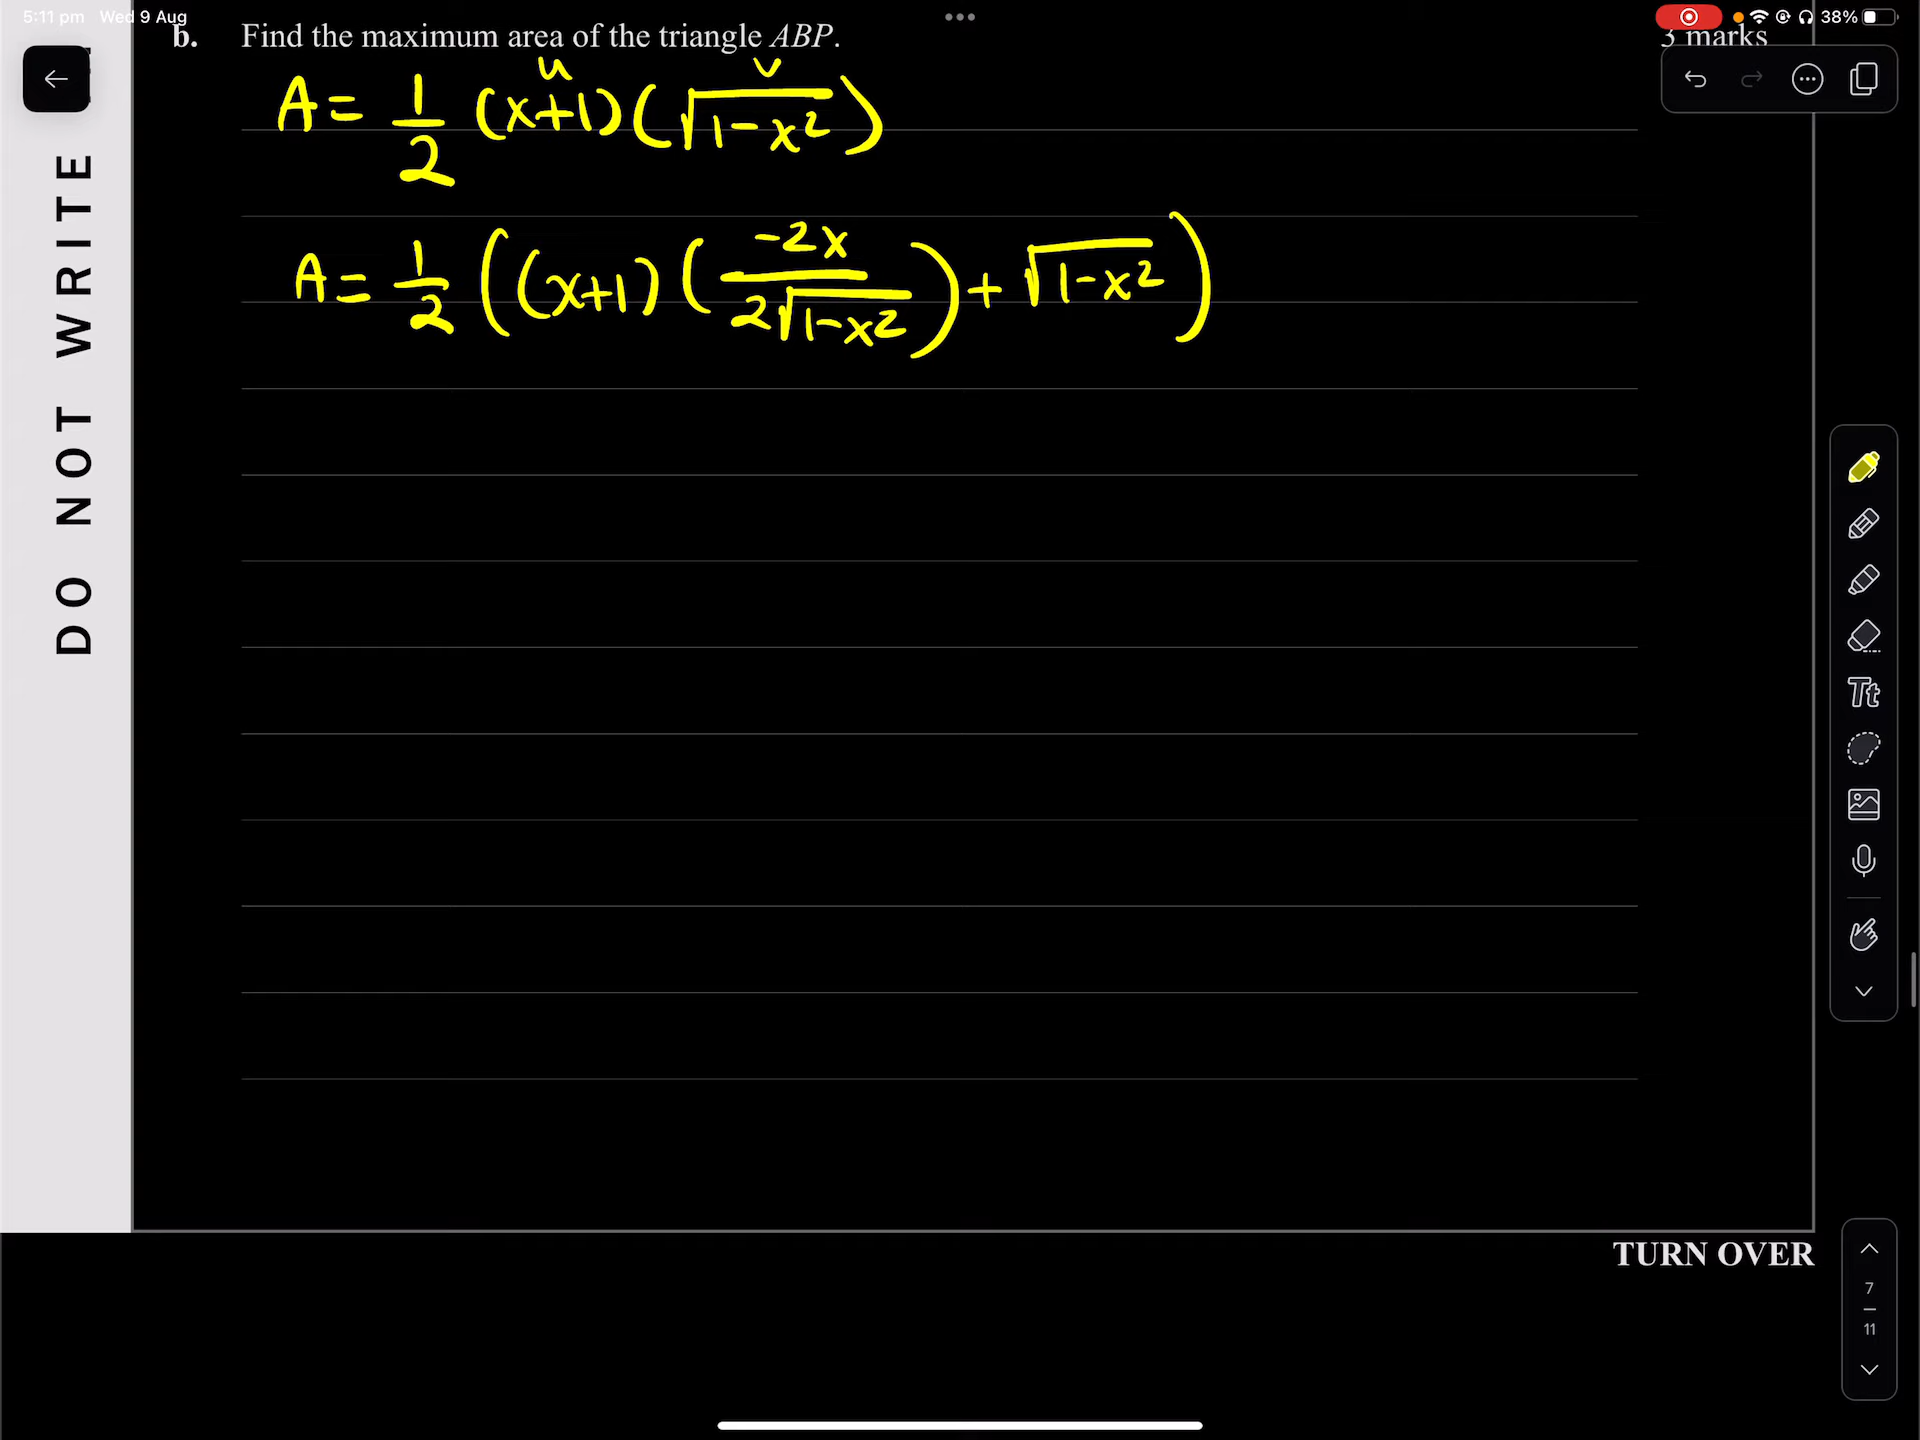 5:11 pm Wed 9 Aug
38%
b. Find the maximum area of the triangle ABP.
3 marks
u v
A = 1/2 (x+1)(√(1-x²))
A = 1/2 ((x+1)(-2x/(2√(1-x²))) + √(1-x²))
DO NOT WRITE
Tt
7
11
TURN OVER